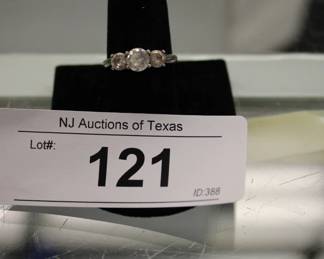 NJ Auctions of Texas
Lot#:
121
ID:388